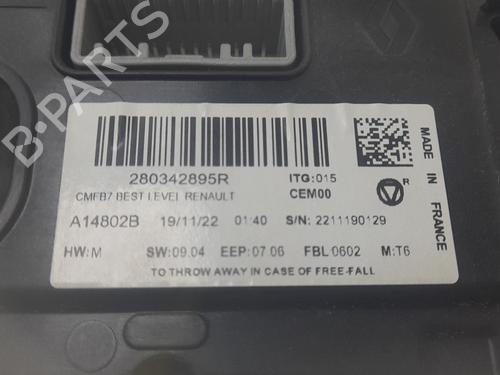 B-PARTS
280342895R
ITG:015
CMFB7 BEST LEVEL RENAULT
CEM00
R
A14802B 19/11/22 01:40 S/N: 2211190129
HW:M SW:09.04 EEP:07.06 FBL:0602 M:T6
TO THROW AWAY IN CASE OF FREE-FALL
MADE IN FRANCE